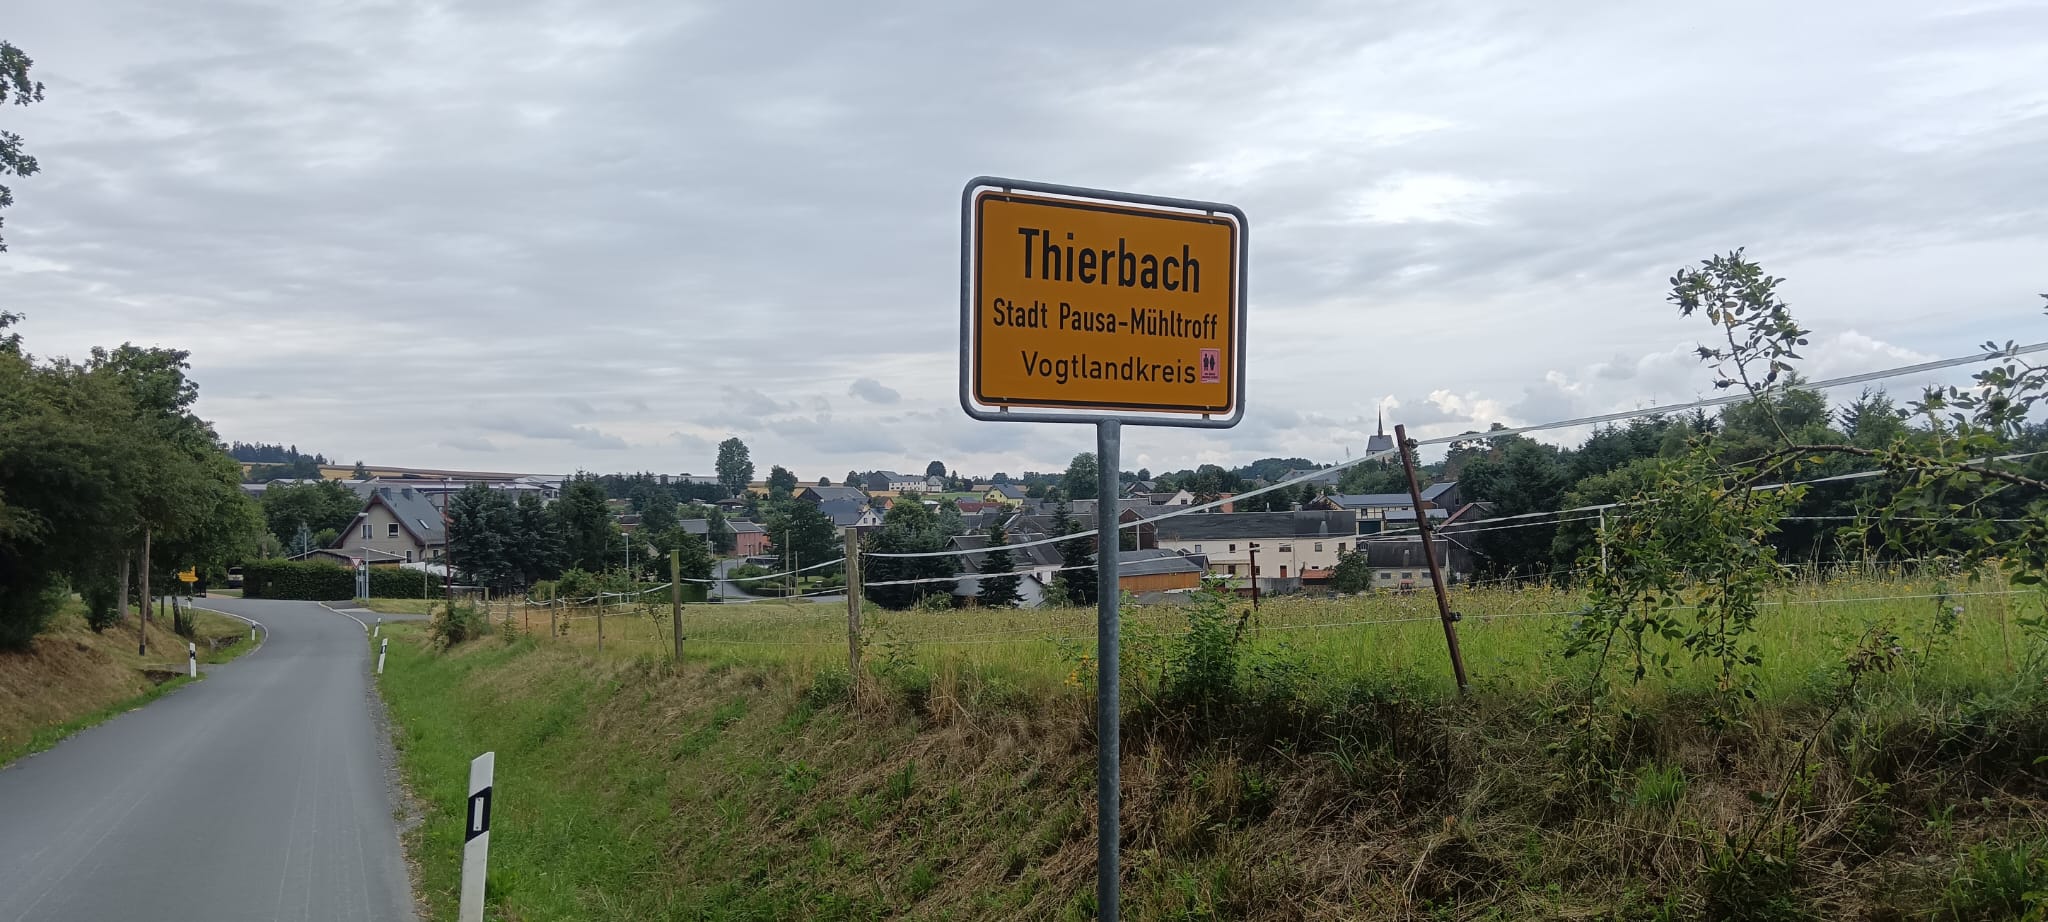 Thierbach
Stadt Pausa-Mühltroff
Vogtlandkreis